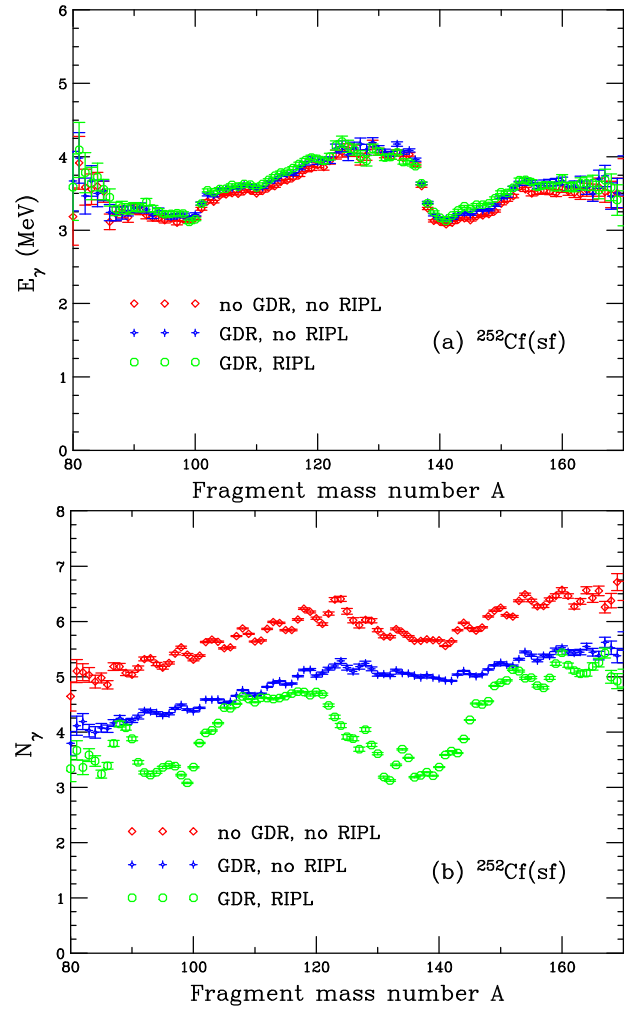 6
5
4
3
2
1
0
E_γ (MeV)
no GDR, no RIPL
GDR, no RIPL
GDR, RIPL
(a) ²⁵²Cf(sf)
80 100 120 140 160
Fragment mass number A
8
7
6
5
4
3
2
1
0
N_γ
no GDR, no RIPL
GDR, no RIPL
GDR, RIPL
(b) ²⁵²Cf(sf)
80 100 120 140 160
Fragment mass number A